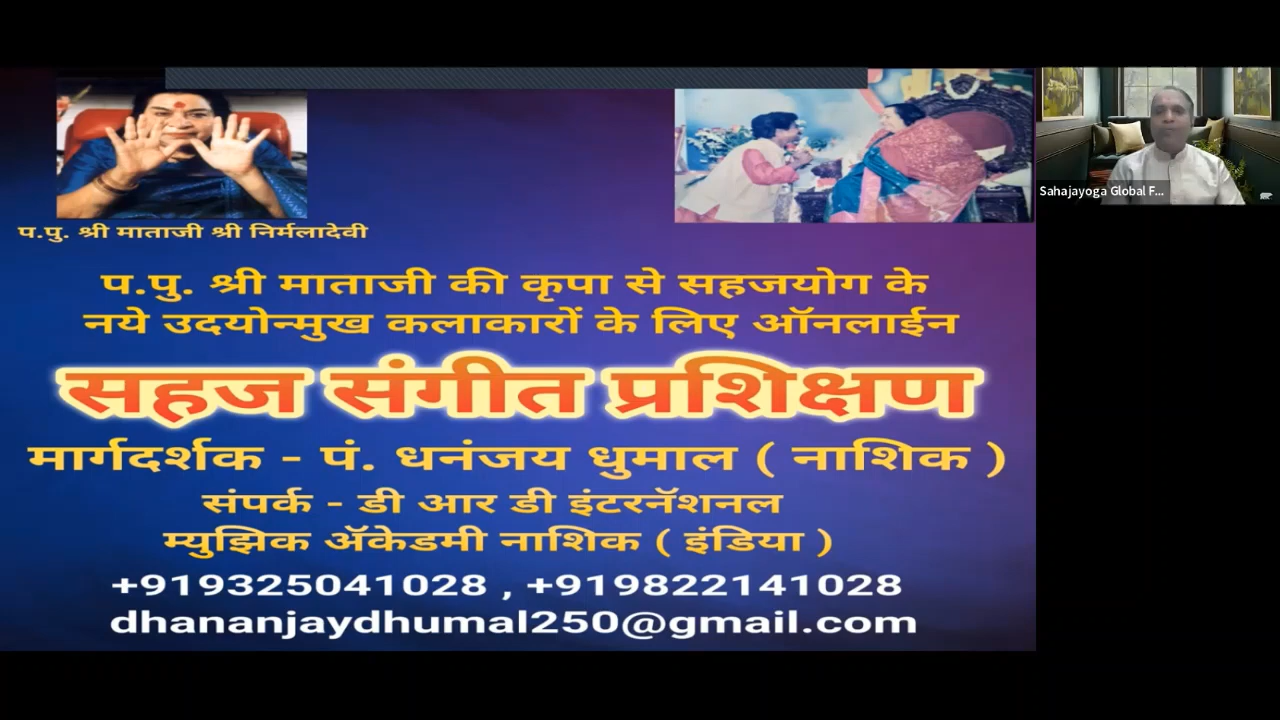 प.पु. श्री माताजी श्री निर्मलादेवी
प.पु. श्री माताजी की कृपा से सहजयोग के
नये उदयोन्मुख कलाकारों के लिए ऑनलाईन
सहज संगीत प्रशिक्षण
मार्गदर्शक - पं. धनंजय धुमाल ( नाशिक )
संपर्क - डी आर डी इंटरनॅशनल
म्युझिक ॲकेडमी नाशिक ( इंडिया )
+919325041028 , +919822141028
dhananjaydhumal250@gmail.com
Sahajayoga Global F...